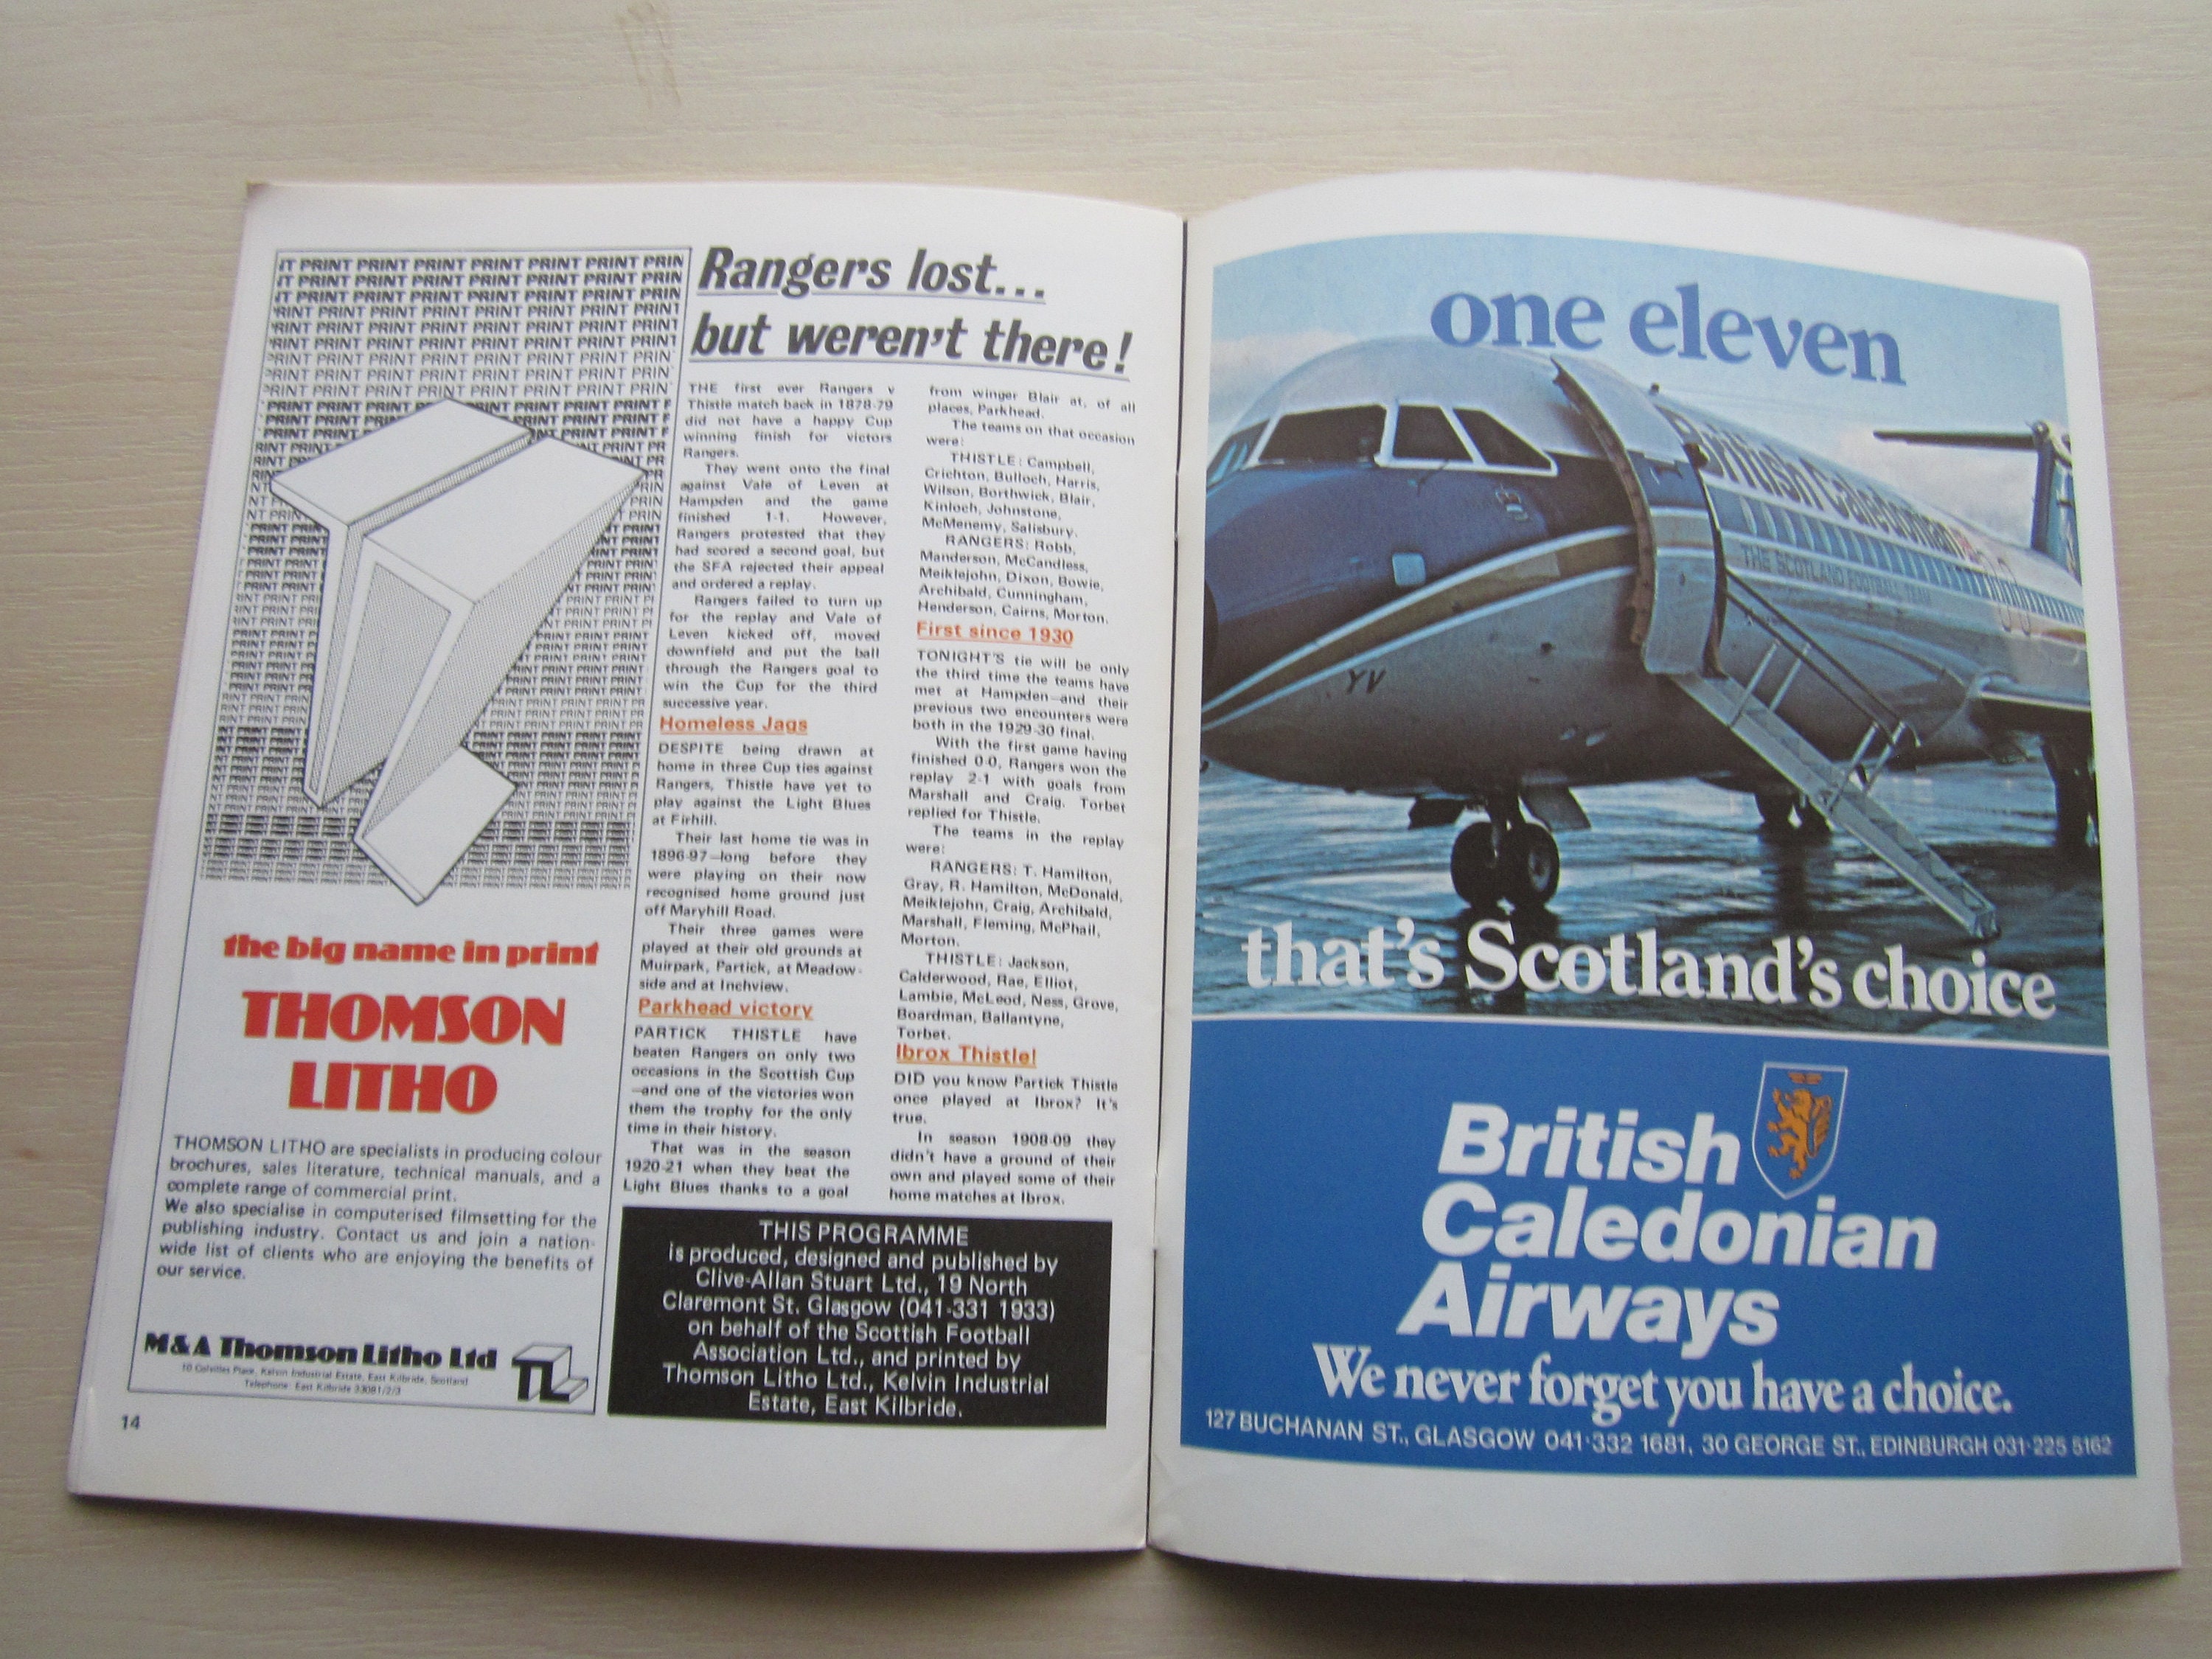 the big name in print
THOMSON
LITHO
THOMSON LITHO are specialists in producing colour
brochures, sales literature, technical manuals, and a
complete range of commercial print.
We also specialise in computerised filmsetting for the
publishing industry. Contact us and join a nation-
wide list of clients who are enjoying the benefits of
our service.
M&A Thomson Litho Ltd
10 Colvilles Place, Kelvin Industrial Estate, East Kilbride, Scotland
Telephone: East Kilbride 33081/2/3
TL
14
Rangers lost...
but weren't there!
THE first ever Rangers v
Thistle match back in 1878-79
did not have a happy Cup
winning finish for victors
Rangers.
They went onto the final
against Vale of Leven at
Hampden and the game
finished 1-1. However,
Rangers protested that they
had scored a second goal, but
the SFA rejected their appeal
and ordered a replay.
Rangers failed to turn up
for the replay and Vale of
Leven kicked off, moved
downfield and put the ball
through the Rangers goal to
win the Cup for the third
successive year.
Homeless Jags
DESPITE being drawn at
home in three Cup ties against
Rangers, Thistle have yet to
play against the Light Blues
at Firhill.
Their last home tie was in
1896-97—long before they
were playing on their now
recognised home ground just
off Maryhill Road.
Their three games were
played at their old grounds at
Muirpark, Partick, at Meadow-
side and at Inchview.
Parkhead victory
PARTICK THISTLE have
beaten Rangers on only two
occasions in the Scottish Cup
—and one of the victories won
them the trophy for the only
time in their history.
That was in the season
1920-21 when they beat the
Light Blues thanks to a goal
from winger Blair at, of all
places, Parkhead.
The teams on that occasion
were:
THISTLE: Campbell,
Crichton, Bulloch, Harris,
Wilson, Borthwick, Blair,
Kinloch, Johnstone,
McMenemy, Salisbury.
RANGERS: Robb,
Manderson, McCandless,
Meiklejohn, Dixon, Bowie,
Archibald, Cunningham,
Henderson, Cairns, Morton.
First since 1930
TONIGHT'S tie will be only
the third time the teams have
met at Hampden—and their
previous two encounters were
both in the 1929-30 final.
With the first game having
finished 0-0, Rangers won the
replay 2-1 with goals from
Marshall and Craig. Torbet
replied for Thistle.
The teams in the replay
were:
RANGERS: T. Hamilton,
Gray, R. Hamilton, McDonald,
Meiklejohn, Craig, Archibald,
Marshall, Fleming, McPhail,
Morton.
THISTLE: Jackson,
Calderwood, Rae, Elliot,
Lambie, McLeod, Ness, Grove,
Boardman, Ballantyne,
Torbet.
Ibrox Thistle!
DID you know Partick Thistle
once played at Ibrox? It's
true.
In season 1908-09 they
didn't have a ground of their
own and played some of their
home matches at Ibrox.
THIS PROGRAMME
is produced, designed and published by
Clive-Allan Stuart Ltd., 19 North
Claremont St. Glasgow (041-331 1933)
on behalf of the Scottish Football
Association Ltd., and printed by
Thomson Litho Ltd., Kelvin Industrial
Estate, East Kilbride.
one eleven
British Caledonian
THE SCOTLAND FOOTBALL TEAM
YV
that's Scotland's choice
British
Caledonian
Airways
We never forget you have a choice.
127 BUCHANAN ST., GLASGOW 041·332 1681, 30 GEORGE ST., EDINBURGH 031·225 5162